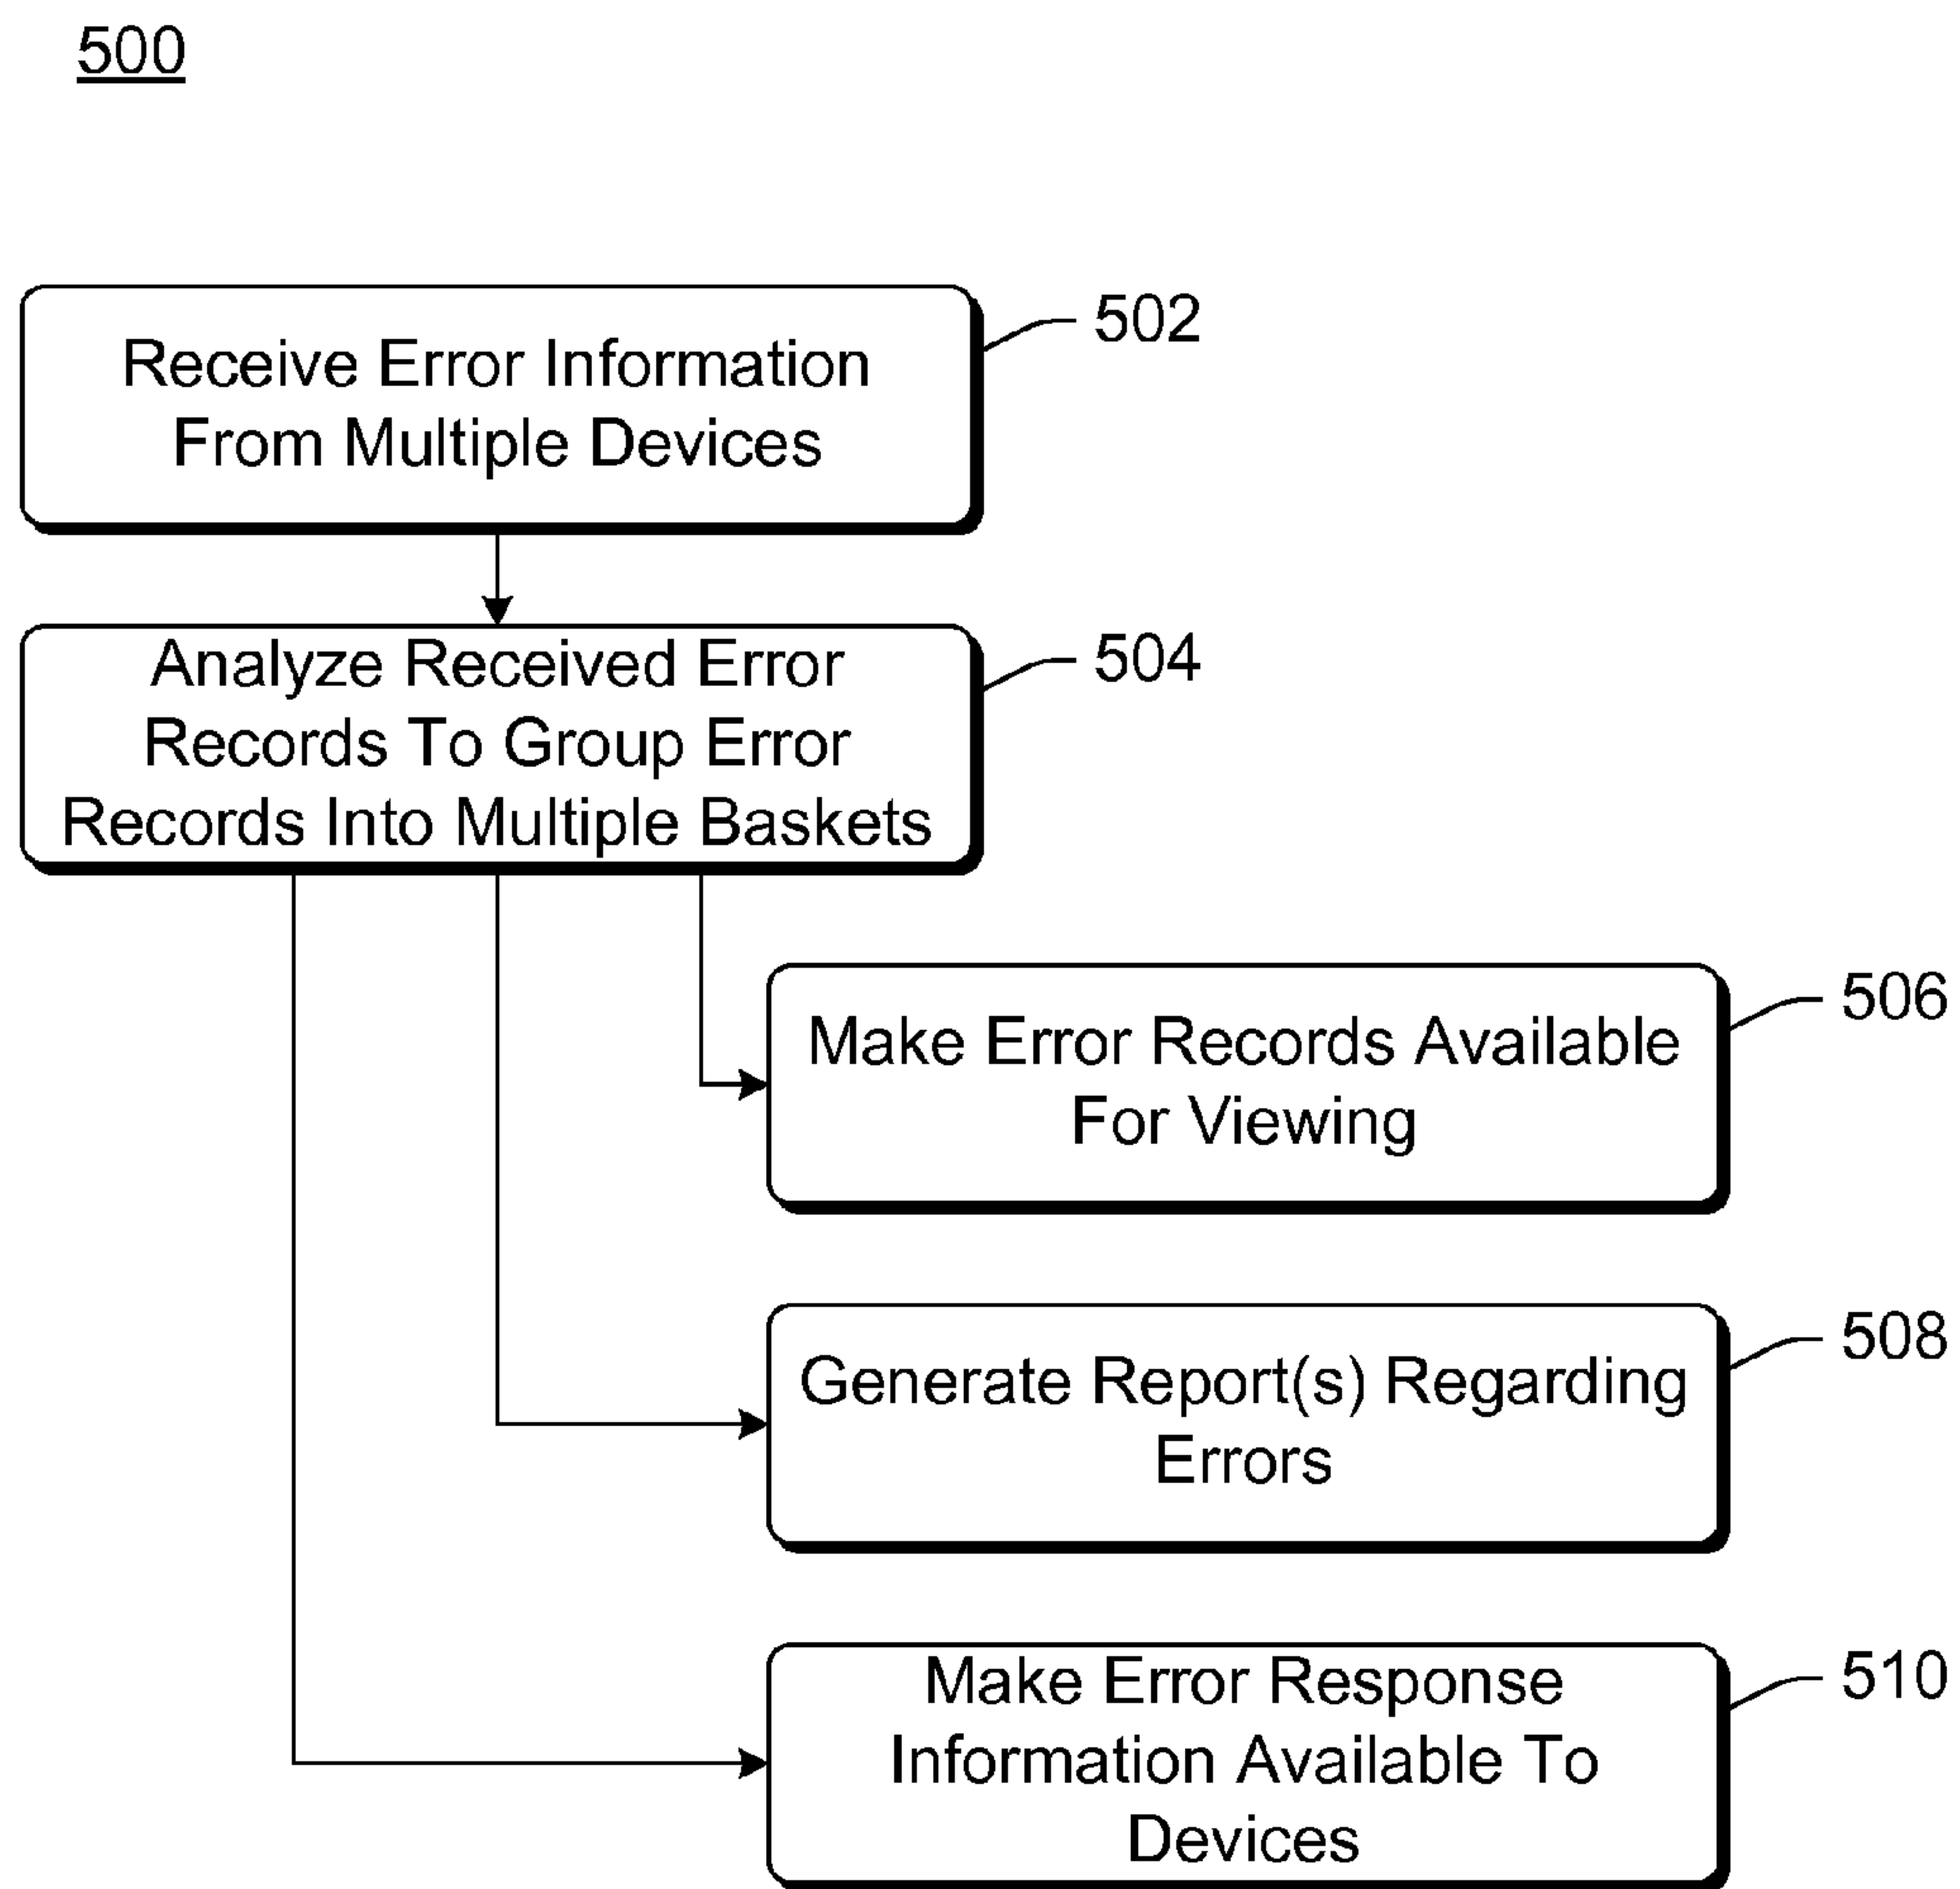 500
Receive Error Information
From Multiple Devices
502
Analyze Received Error
Records To Group Error
Records Into Multiple Baskets
504
Make Error Records Available
For Viewing
506
Generate Report(s) Regarding
Errors
508
Make Error Response
Information Available To
Devices
510